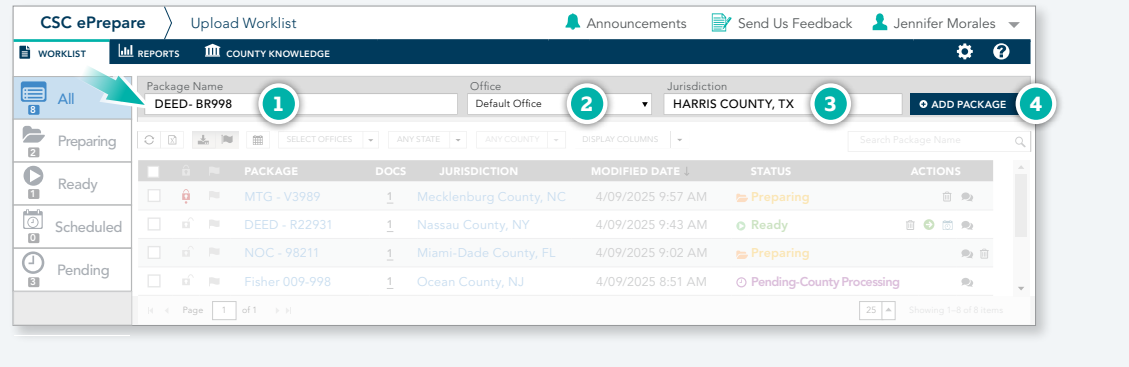 CSC ePrepare Upload Worklist Announcements Send Us Feedback Jennifer Morales
WORKLIST REPORTS COUNTY KNOWLEDGE
Package Name Office Jurisdiction
DEED- BR998 1 Default Office 2 HARRIS COUNTY, TX 3 ADD PACKAGE 4
All
8
Preparing
2
Ready
1
Scheduled
0
Pending
3
SELECT OFFICES ANY STATE ANY COUNTY DISPLAY COLUMNS Search Package Name
PACKAGE DOCS JURISDICTION MODIFIED DATE STATUS ACTIONS
MTG - V3989 1 Mecklenburg County, NC 4/09/2025 9:57 AM Preparing
DEED - R22931 1 Nassau County, NY 4/09/2025 9:43 AM Ready
NOC - 98211 1 Miami-Dade County, FL 4/09/2025 9:02 AM Preparing
Fisher 009-998 1 Ocean County, NJ 4/09/2025 8:51 AM Pending-County Processing
Page 1 of 1 25 Showing 1-8 of 8 items